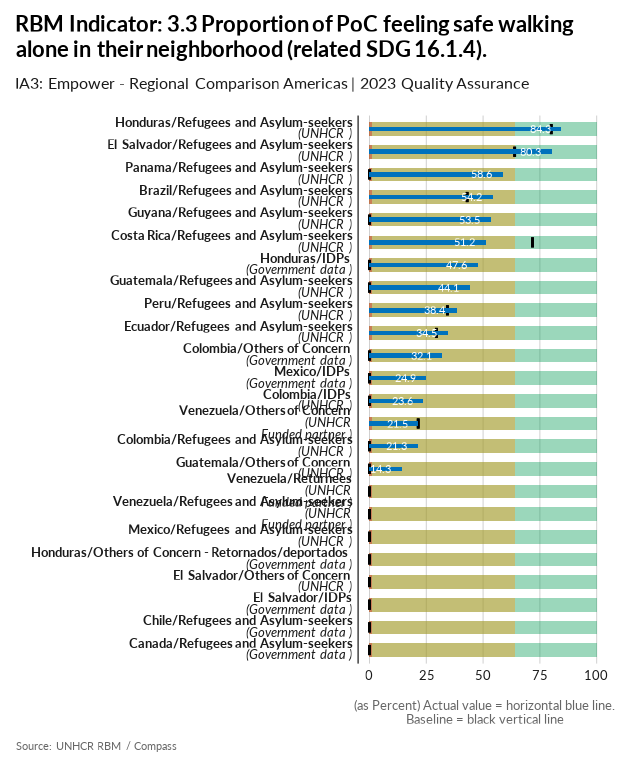 RBM Indicator: 3.3 Proportion of PoC feeling safe walking
alone in their neighborhood (related SDG 16.1.4).
IA3: Empower - Regional Comparison Americas | 2023 Quality Assurance
Honduras/Refugees and Asylum-seekers
(UNHCR )
84.3
El Salvador/Refugees and Asylum-seekers
(UNHCR )
80.3
Panama/Refugees and Asylum-seekers
(UNHCR )
58.6
Brazil/Refugees and Asylum-seekers
(UNHCR )
54.2
Guyana/Refugees and Asylum-seekers
(UNHCR )
53.5
Costa Rica/Refugees and Asylum-seekers
(UNHCR )
51.2
Honduras/IDPs
(Government data )
47.6
Guatemala/Refugees and Asylum-seekers
(UNHCR )
44.1
Peru/Refugees and Asylum-seekers
(UNHCR )
38.4
Ecuador/Refugees and Asylum-seekers
(UNHCR )
34.5
Colombia/Others of Concern
(Government data )
32.1
Mexico/IDPs
(Government data )
24.9
Colombia/IDPs
(UNHCR )
23.6
Venezuela/Others of Concern
(UNHCR
Funded partner )
21.5
Colombia/Refugees and Asylum-seekers
(UNHCR )
21.3
Guatemala/Others of Concern
(UNHCR )
14.3
Venezuela/Returnees
(UNHCR
Funded partner )
Venezuela/Refugees and Asylum-seekers
(UNHCR
Funded partner )
Mexico/Refugees and Asylum-seekers
(UNHCR )
Honduras/Others of Concern - Retornados/deportados
(Government data )
El Salvador/Others of Concern
(UNHCR )
El Salvador/IDPs
(Government data )
Chile/Refugees and Asylum-seekers
(Government data )
Canada/Refugees and Asylum-seekers
(Government data )
0 25 50 75 100
(as Percent) Actual value = horizontal blue line.
Baseline = black vertical line
Source: UNHCR RBM / Compass